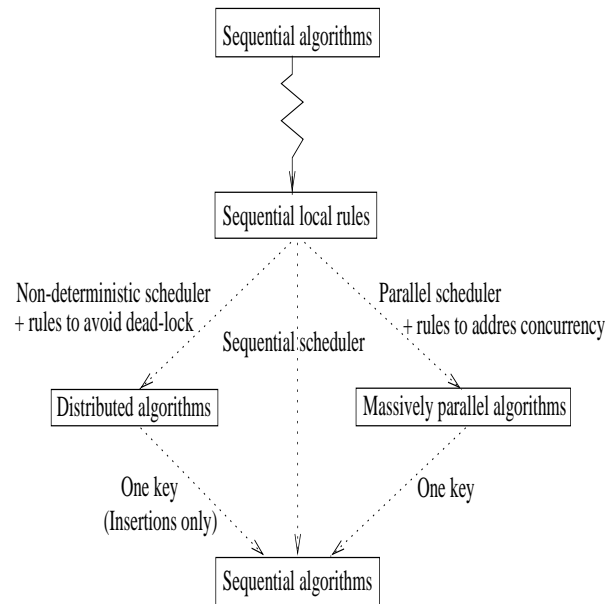 Sequential algorithms
Sequential local rules
Non-deterministic scheduler
+ rules to avoid dead-lock
Parallel scheduler
+ rules to addres concurrency
Sequential scheduler
Distributed algorithms
Massively parallel algorithms
One key
(Insertions only)
One key
Sequential algorithms